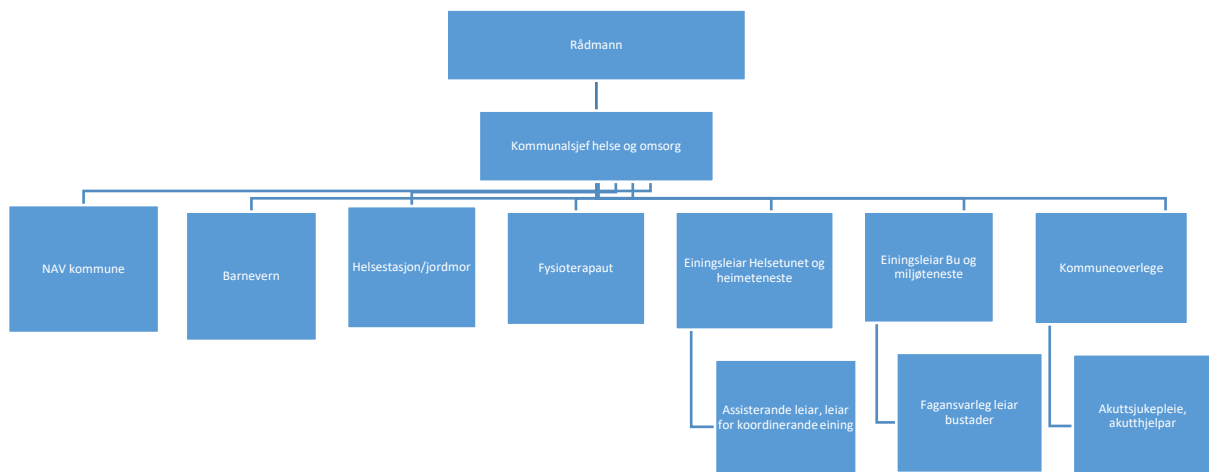 Rådmann
Kommunalsjef helse og omsorg
NAV kommune
Barnevern
Helsestasjon/jordmor
Fysioterapaut
Einingsleiar Helsetunet og
heimeteneste
Einingsleiar Bu og
miljøteneste
Kommuneoverlege
Assisterande leiar, leiar
for koordinerande eining
Fagansvarleg leiar
bustader
Akuttsjukepleie,
akutthjelpar